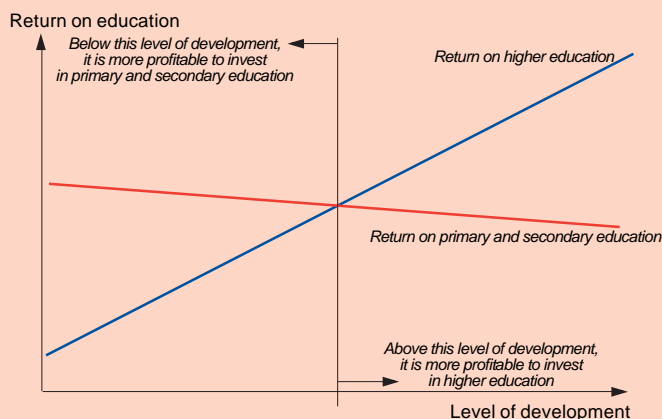 Return on education
Below this level of development,
it is more profitable to invest
in primary and secondary education
Return on higher education
Return on primary and secondary education
Above this level of development,
it is more profitable to invest
in higher education
Level of development